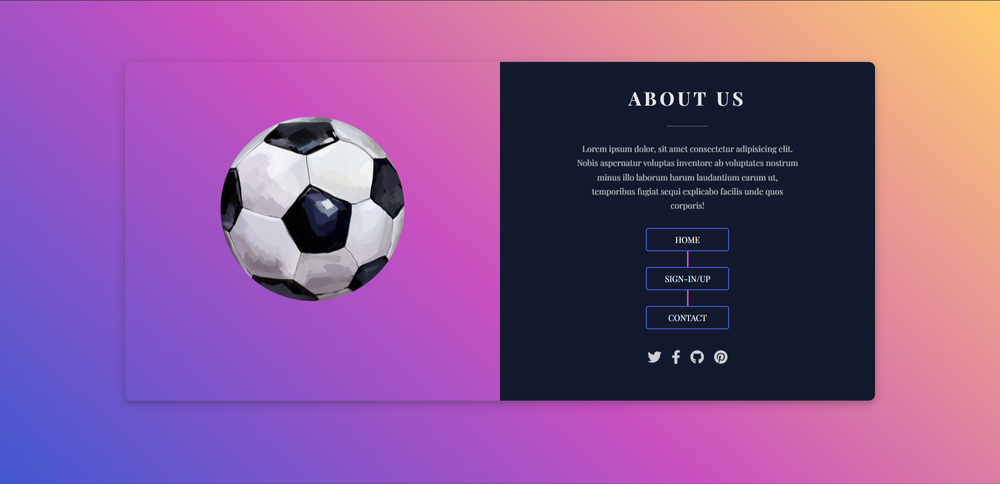 ABOUT US
Lorem ipsum dolor, sit amet consectetur adipisicing elit.
Nobis aspernatur voluptas inventore ab voluptates nostrum
minus illo laborum harum laudantium earum ut,
temporibus fugiat sequi explicabo facilis unde quos
corporis!
HOME
SIGN-IN/UP
CONTACT